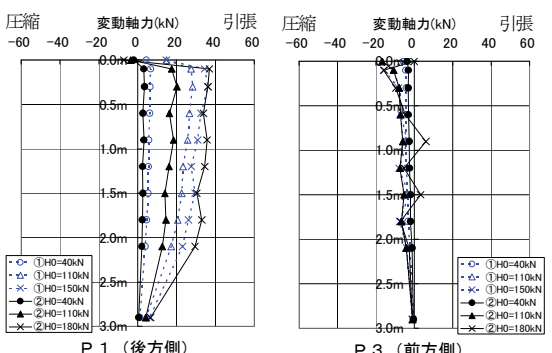 圧縮 変動軸力(kN) 引張
-60 -40 -20 0 20 40 60
0.0m
0.5m
1.0m
1.5m
2.0m
2.5m
3.0m
①H0=40kN
①H0=110kN
①H0=150kN
②H0=40kN
②H0=110kN
②H0=180kN
P1 (後方側)
圧縮 変動軸力(kN) 引張
-60 -40 -20 0 20 40 60
0.0m
0.5m
1.0m
1.5m
2.0m
2.5m
3.0m
①H0=40kN
①H0=110kN
①H0=150kN
②H0=40kN
②H0=110kN
②H0=180kN
P3 (前方側)